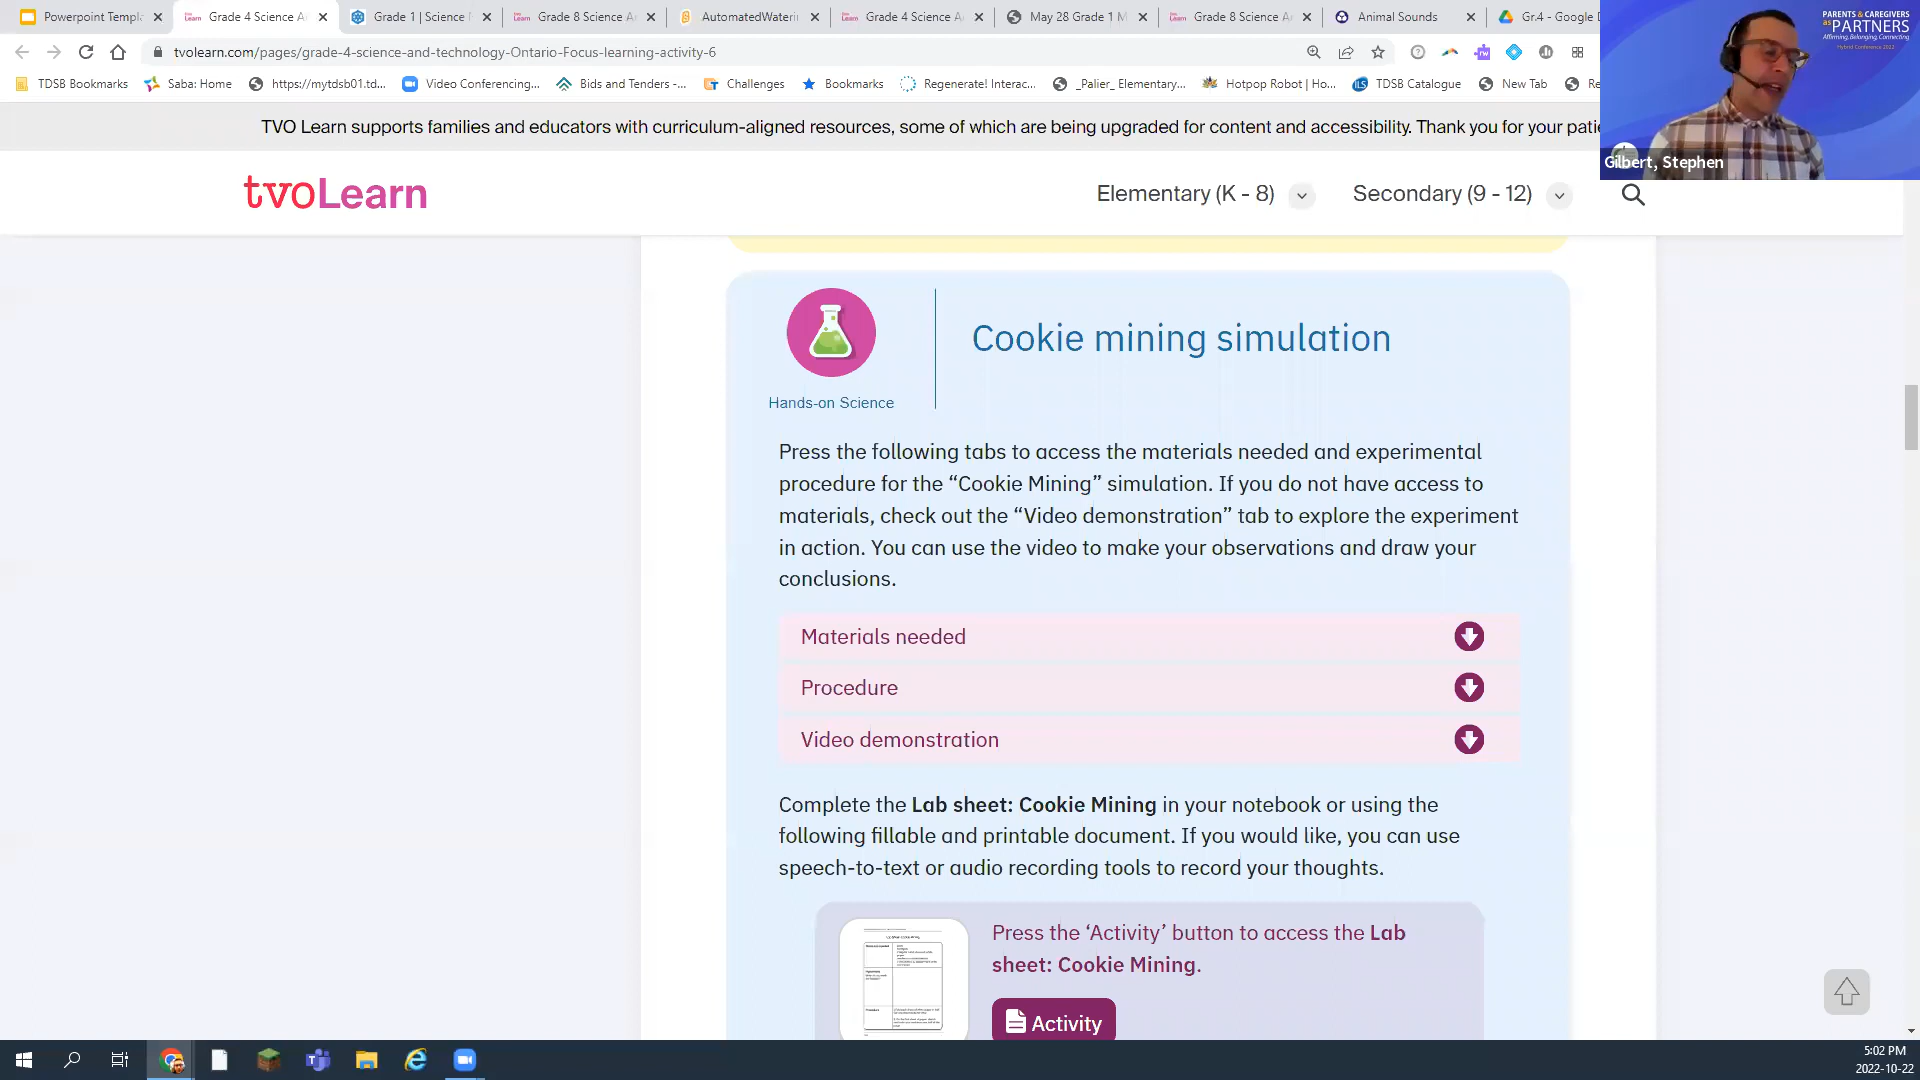 Powerpoint Templ
Grade 4 Science A
Grade 1 | Science
Grade 8 Science A
AutomatedWateri
Grade 4 Science A
May 28 Grade 1 M
Grade 8 Science A
Animal Sounds
Gr.4 - Google D
tvolearn.com/pages/grade-4-science-and-technology-Ontario-Focus-learning-activity-6
TDSB Bookmarks
Saba: Home
https://mytdsb01.td...
Video Conferencing...
Bids and Tenders -...
Challenges
Bookmarks
Regenerate! Interac...
_Palier_ Elementary...
Hotpop Robot | Ho...
TDSB Catalogue
New Tab
Re
PARENTS & CAREGIVERS
as PARTNERS
Affirming, Belonging, Connecting
Hybrid Conference 2022
Gilbert, Stephen
TVO Learn supports families and educators with curriculum-aligned resources, some of which are being upgraded for content and accessibility. Thank you for your patie
tvoLearn
Elementary (K - 8)
Secondary (9 - 12)
Cookie mining simulation
Hands-on Science
Press the following tabs to access the materials needed and experimental
procedure for the “Cookie Mining” simulation. If you do not have access to
materials, check out the “Video demonstration” tab to explore the experiment
in action. You can use the video to make your observations and draw your
conclusions.
Materials needed
Procedure
Video demonstration
Complete the Lab sheet: Cookie Mining in your notebook or using the
following fillable and printable document. If you would like, you can use
speech-to-text or audio recording tools to record your thoughts.
Press the ‘Activity’ button to access the Lab
sheet: Cookie Mining.
Activity
5:02 PM
2022-10-22